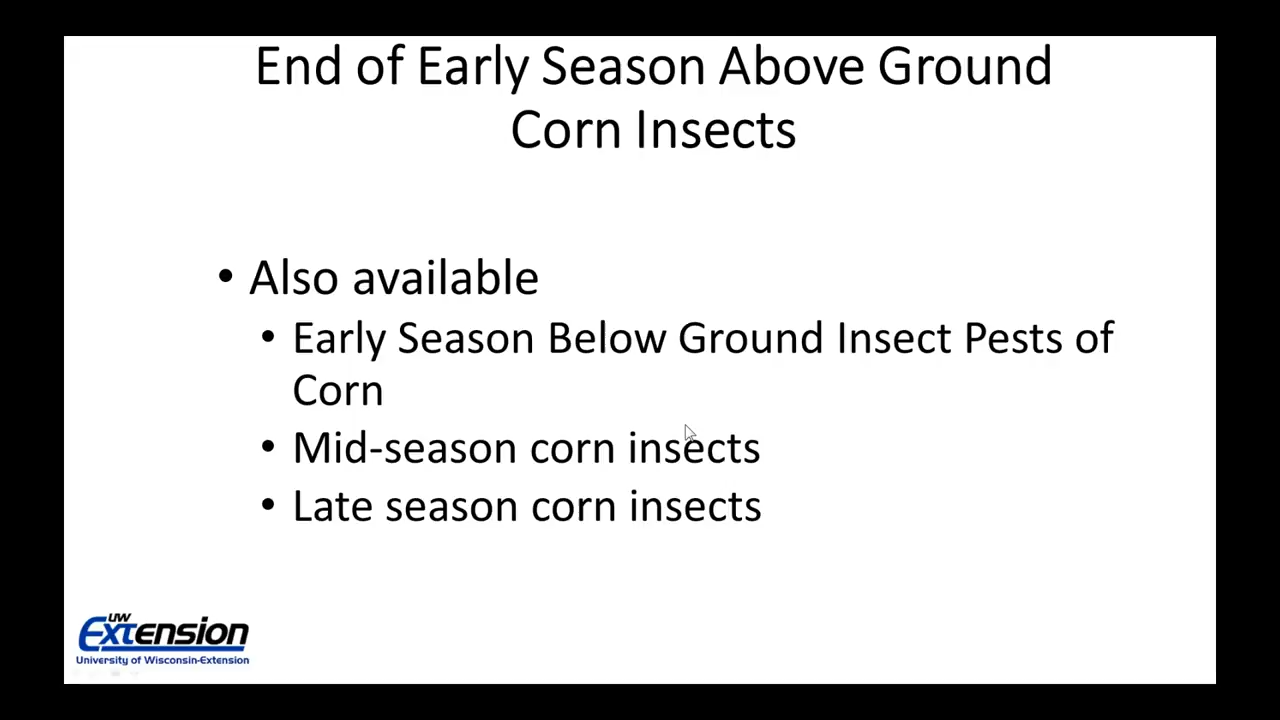 End of Early Season Above Ground
Corn Insects
• Also available
• Early Season Below Ground Insect Pests of
Corn
• Mid-season corn insects
• Late season corn insects
UW
Extension
University of Wisconsin-Extension